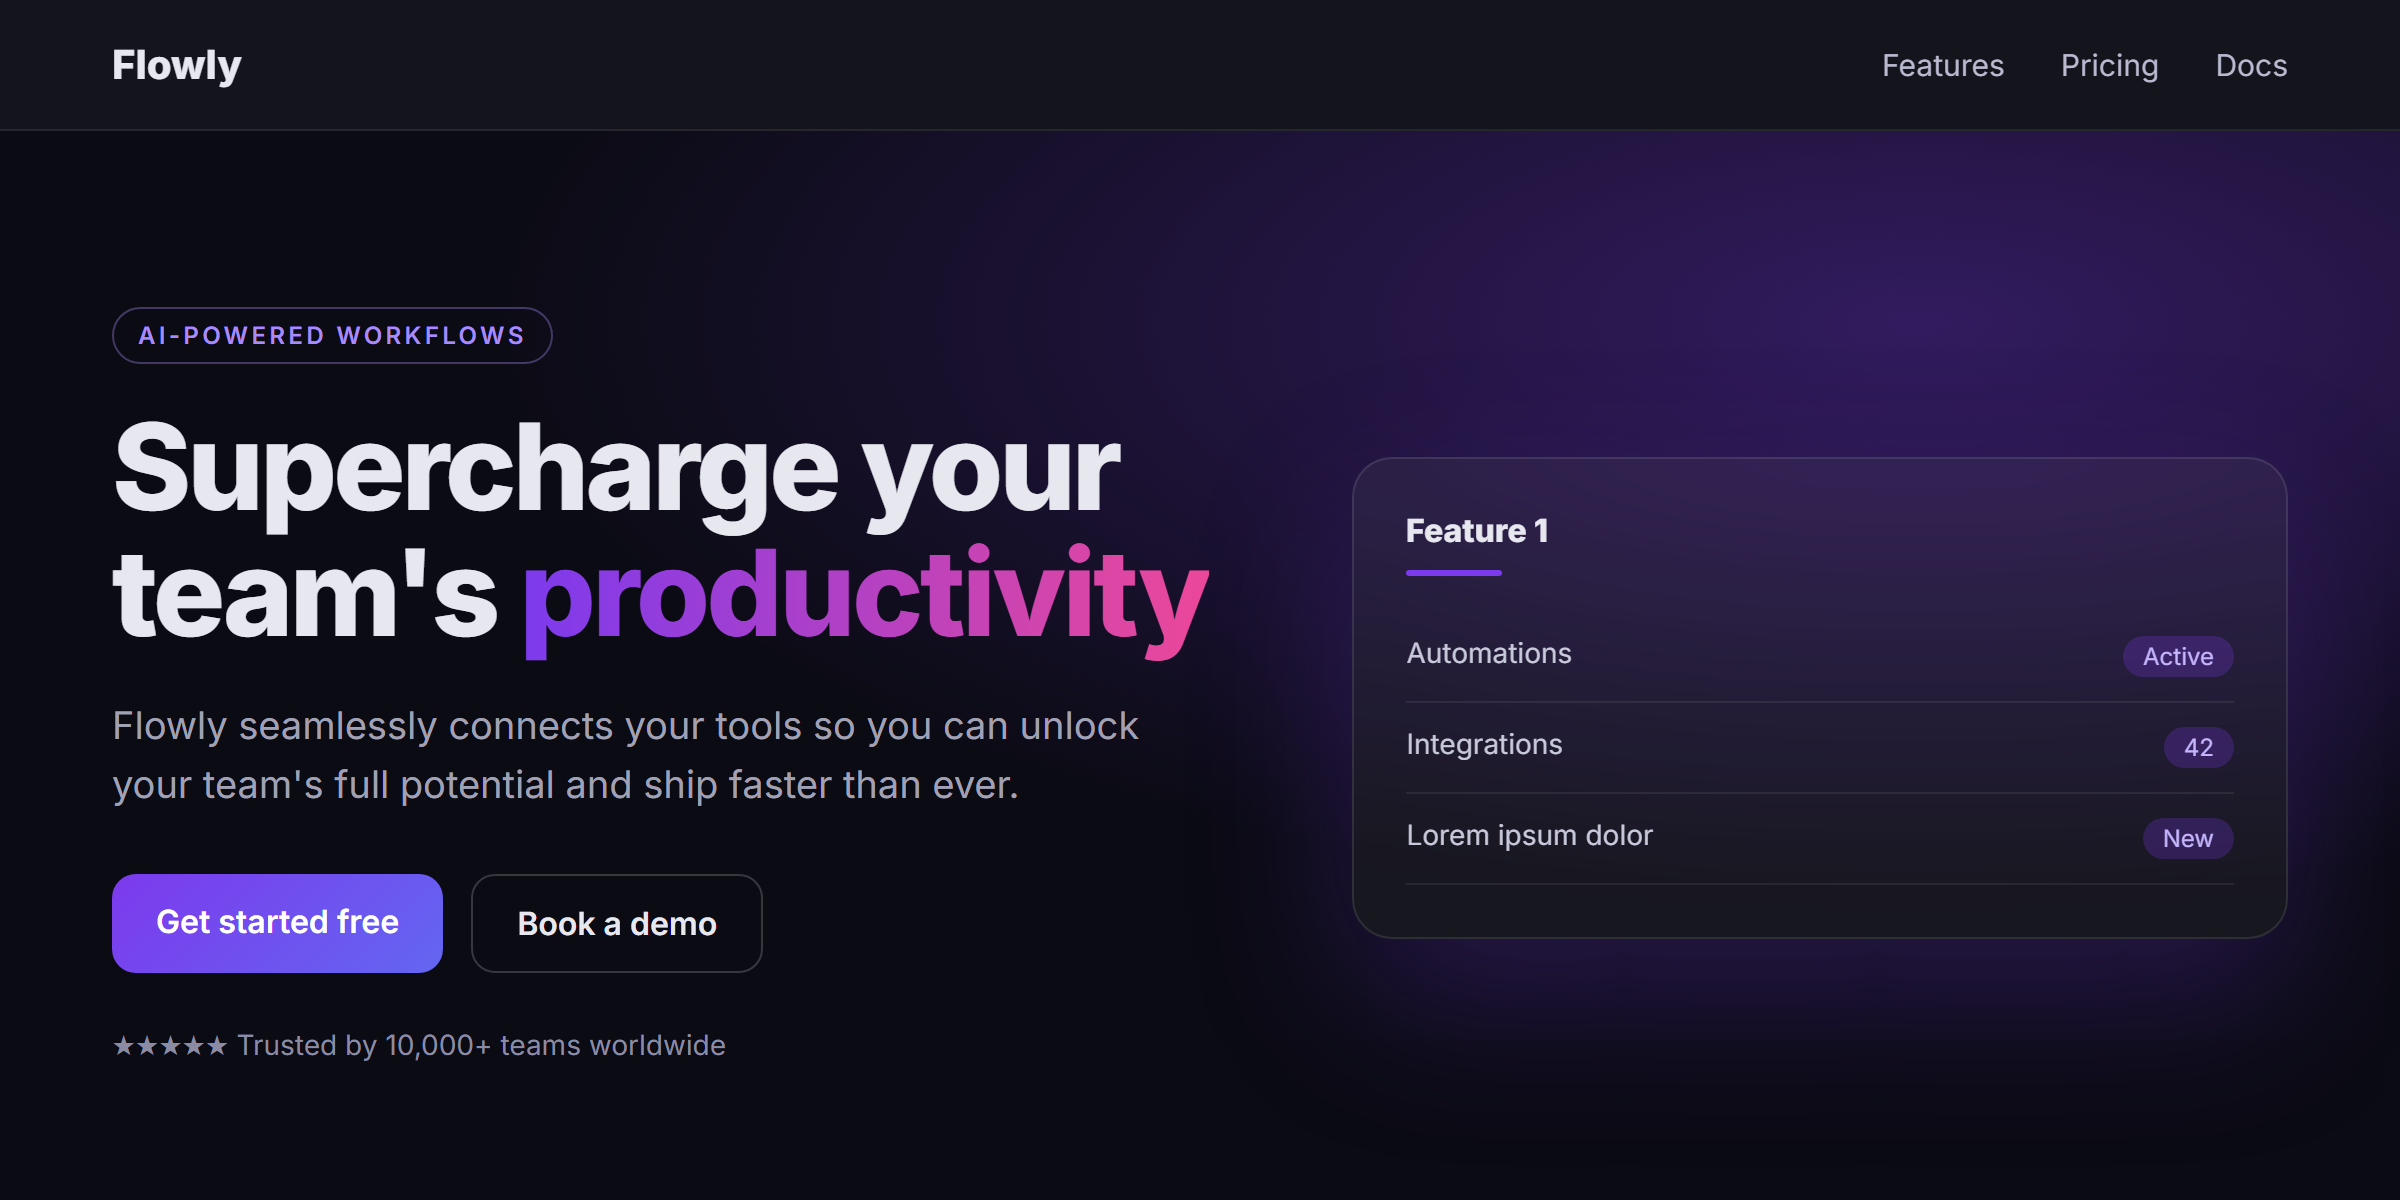 Flowly
Features
Pricing
Docs
AI-POWERED WORKFLOWS
Supercharge your
team's productivity
Flowly seamlessly connects your tools so you can unlock
your team's full potential and ship faster than ever.
Get started free
Book a demo
★★★★★ Trusted by 10,000+ teams worldwide
Feature 1
Automations
Active
Integrations
42
Lorem ipsum dolor
New